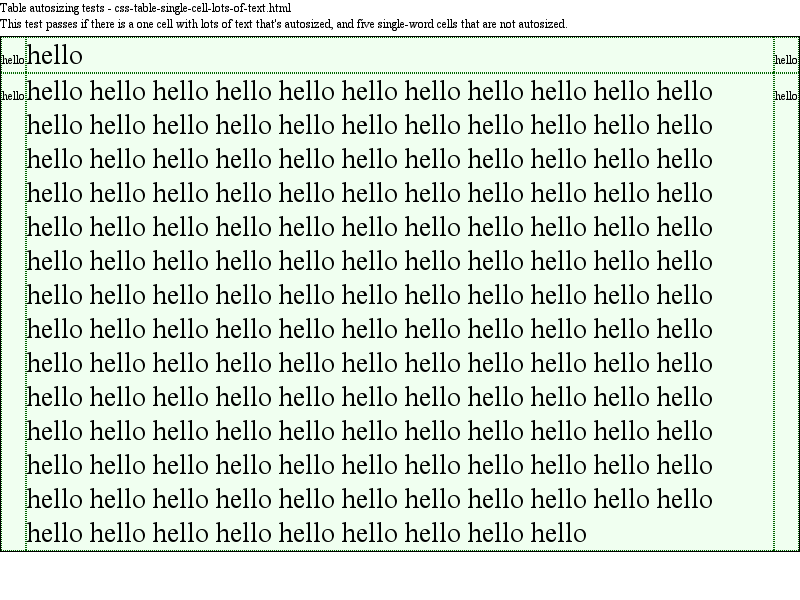 Table autosizing tests - css-table-single-cell-lots-of-text.html
This test passes if there is a one cell with lots of text that's autosized, and five single-word cells that are not autosized.
hello hello hello
hello hello hello hello hello hello hello hello hello hello hello hello hello
hello hello hello hello hello hello hello hello hello hello hello
hello hello hello hello hello hello hello hello hello hello hello
hello hello hello hello hello hello hello hello hello hello hello
hello hello hello hello hello hello hello hello hello hello hello
hello hello hello hello hello hello hello hello hello hello hello
hello hello hello hello hello hello hello hello hello hello hello
hello hello hello hello hello hello hello hello hello hello hello
hello hello hello hello hello hello hello hello hello hello hello
hello hello hello hello hello hello hello hello hello hello hello
hello hello hello hello hello hello hello hello hello hello hello
hello hello hello hello hello hello hello hello hello hello hello
hello hello hello hello hello hello hello hello hello hello hello
hello hello hello hello hello hello hello hello hello